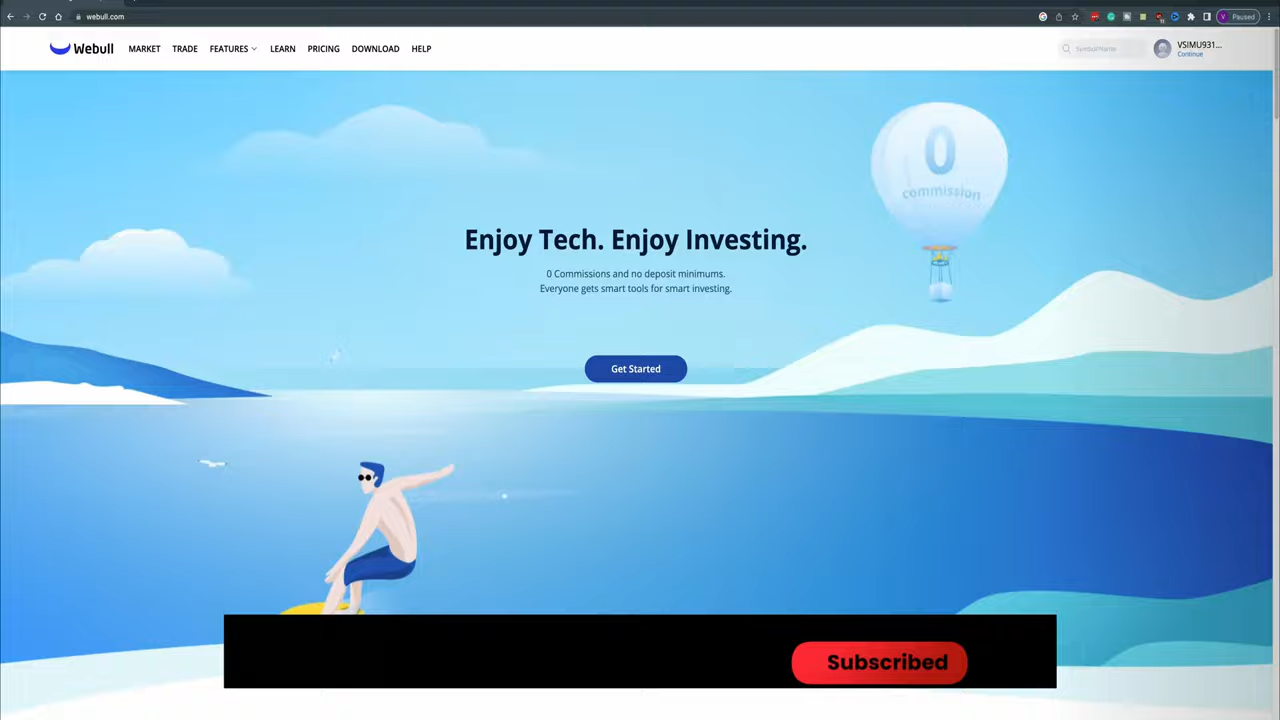 webull.com
Paused
Webull
MARKET TRADE FEATURES LEARN PRICING DOWNLOAD HELP
Symbol/Name
VSIMU931...
Continue
0
commission
Enjoy Tech. Enjoy Investing.
0 Commissions and no deposit minimums.
Everyone gets smart tools for smart investing.
Get Started
Subscribed